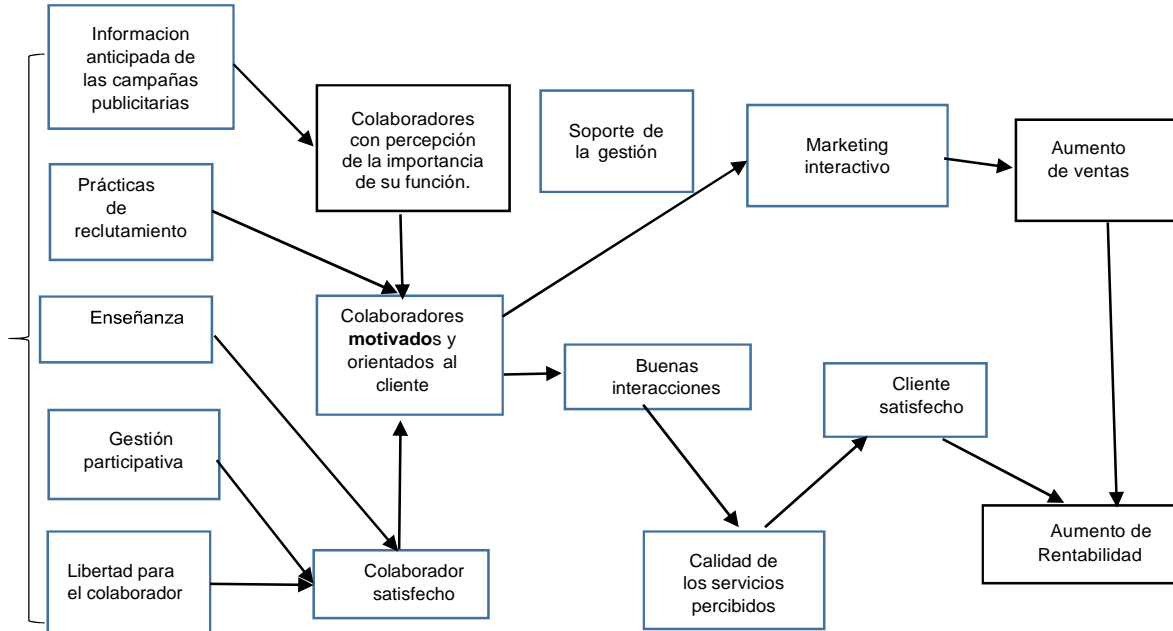 Informacion
anticipada de
las campañas
publicitarias
Colaboradores
con percepción
de la importancia
de su función.
Soporte de
la gestión
Marketing
interactivo
Aumento
de ventas
Prácticas
de
reclutamiento
Enseñanza
Colaboradores
motivados y
orientados al
cliente
Buenas
interacciones
Cliente
satisfecho
Gestión
participativa
Libertad para
el colaborador
Colaborador
satisfecho
Calidad de
los servicios
percibidos
Aumento de
Rentabilidad